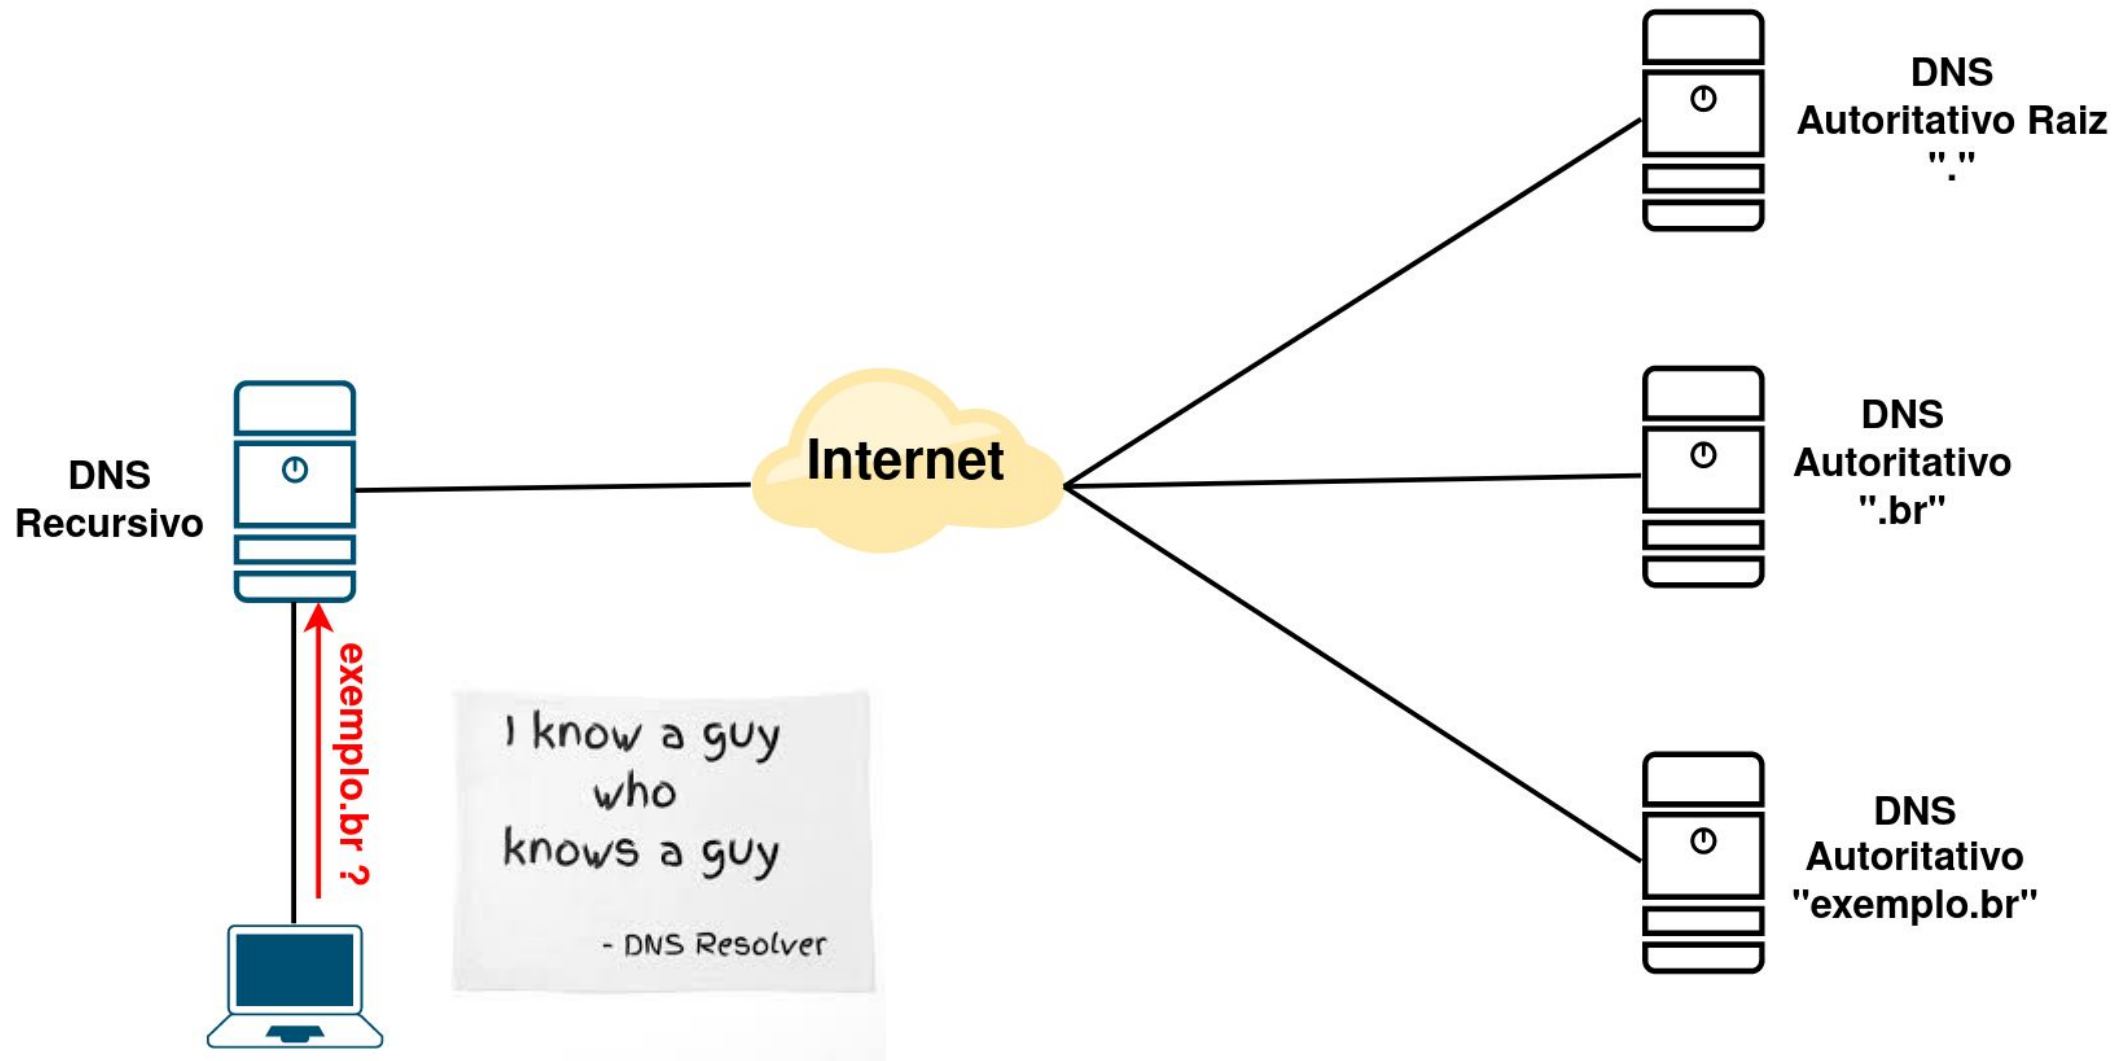 DNS
Autoritativo Raiz
"."
DNS
Recursivo
Internet
DNS
Autoritativo
".br"
exemplo.br ?
I know a guy
who
knows a guy
- DNS Resolver
DNS
Autoritativo
"exemplo.br"